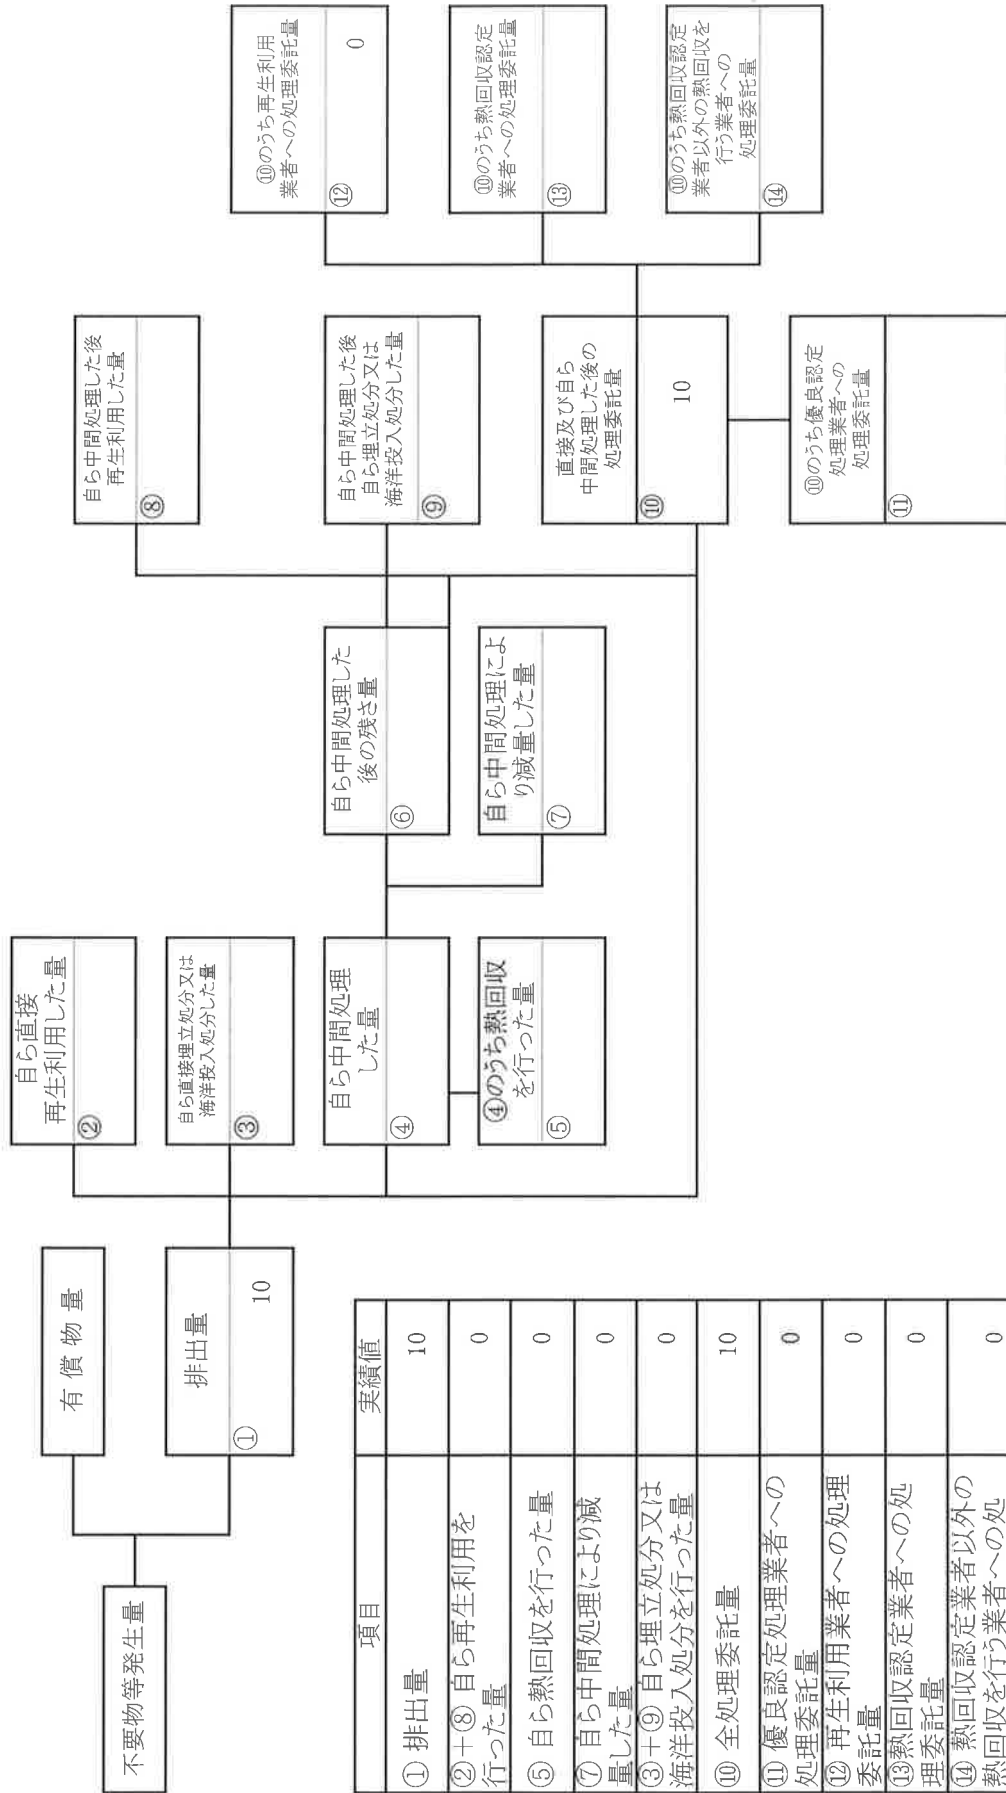 不要物等発生量
有 償 物 量
排出量
①
10
自ら直接
再生利用した量
②
自ら直接埋立処分又は
海洋投入処分した量
③
自ら中間処理
した量
④
④のうち熱回収
を行った量
⑤
自ら中間処理した
後の残さ量
⑥
自ら中間処理によ
り減量した量
⑦
自ら中間処理した後
再生利用した量
⑧
自ら中間処理した後
自ら埋立処分又は
海洋投入処分した量
⑨
直接及び自ら
中間処理した後の
処理委託量
⑩
10
⑩のうち優良認定
処理業者への
処理委託量
⑪
⑩のうち再生利用
業者への処理委託量
⑫
0
⑩のうち熱回収認定
業者への処理委託量
⑬
⑩のうち熱回収認定
業者以外の熱回収を
行う業者への
処理委託量
⑭
項目 実績値
① 排出量 10
②+⑧ 自ら再生利用を
行った量 0
⑤ 自ら熱回収を行った量 0
⑦ 自ら中間処理により減
量した量 0
③+⑨ 自ら埋立処分又は
海洋投入処分を行った量 0
⑩ 全処理委託量 10
⑪ 優良認定処理業者への
処理委託量 0
⑫ 再生利用業者への処理
委託量 0
⑬熱回収認定業者への処
理委託量 0
⑭ 熱回収認定業者以外の
熱回収を行う業者への処 0